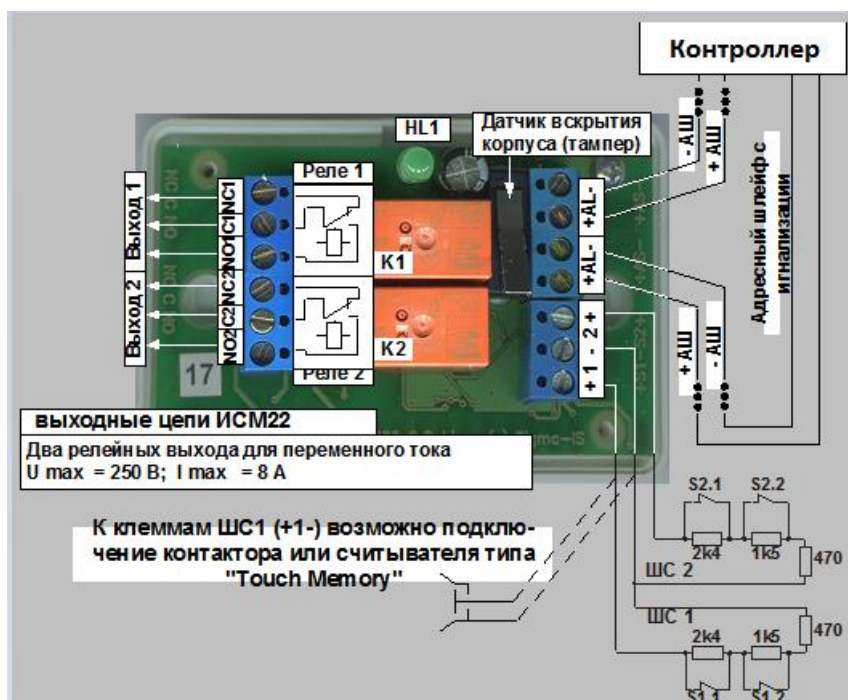 Контроллер
HL1
Датчик вскрытия
корпуса (тампер)
- АШ
+ АШ
Реле 1
NC1
C1
NO1
NC2
C2
NO2
NC C NO
NC C NO
Выход 1
Выход 2
K1
K2
Реле 2
+AL-
+AL-
+ 1 - 2 +
Адресный шлейф с
игнализации
+ АШ
- АШ
17
выходные цепи ИСМ22
Два релейных выхода для переменного тока
U max = 250 В; I max = 8 А
К клеммам ШС1 (+1-) возможно подклю-
чение контактора или считывателя типа
"Touch Memory"
S2.1
S2.2
2k4
1k5
470
ШС 2
ШС 1
2k4
1k5
470
S1.1
S1.2